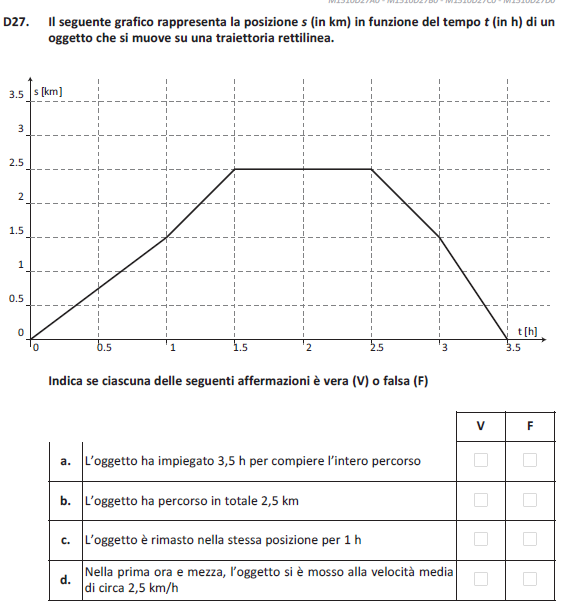 D27. Il seguente grafico rappresenta la posizione s (in km) in funzione del tempo t (in h) di un
oggetto che si muove su una traiettoria rettilinea.
s [km]
3.5
3
2.5
2
1.5
1
0.5
0
t [h]
0 0.5 1 1.5 2 2.5 3 3.5
Indica se ciascuna delle seguenti affermazioni è vera (V) o falsa (F)
V F
a. L'oggetto ha impiegato 3,5 h per compiere l'intero percorso
b. L'oggetto ha percorso in totale 2,5 km
c. L'oggetto è rimasto nella stessa posizione per 1 h
d. Nella prima ora e mezza, l'oggetto si è mosso alla velocità media
di circa 2,5 km/h